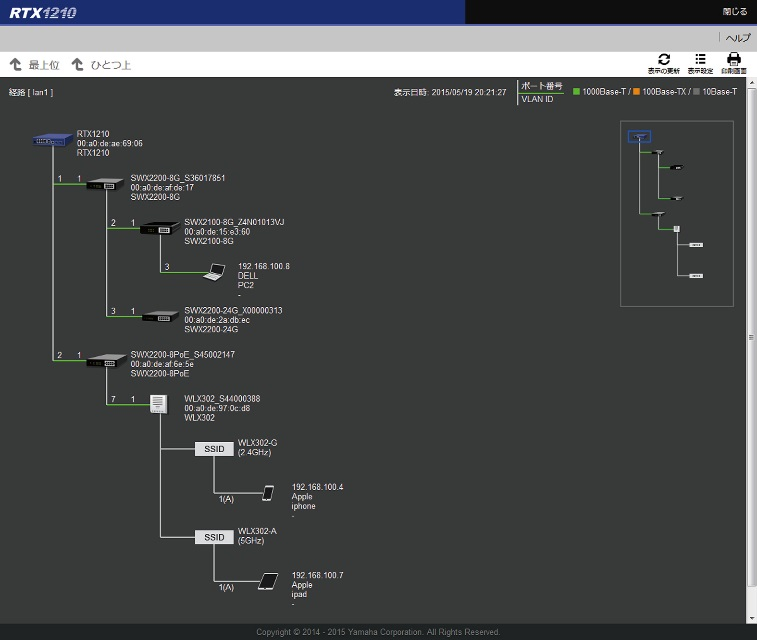 RTX1210
閉じる
ヘルプ
最上位 ひとつ上
表示の更新 表示設定 印刷画面
経路 [ lan1 ]
表示日時: 2015/05/19 20:21:27
ポート番号
VLAN ID
1000Base-T / 100Base-TX / 10Base-T
RTX1210
00:a0:de:ae:69:06
RTX1210
1 1
SWX2200-8G_S36017851
00:a0:de:af:de:17
SWX2200-8G
2 1
SWX2100-8G_Z4N01013VJ
00:a0:de:15:e3:60
SWX2100-8G
3
192.168.100.8
DELL
PC2
-
3 1
SWX2200-24G_X00000313
00:a0:de:2a:db:ec
SWX2200-24G
2 1
SWX2200-8PoE_S45002147
00:a0:de:af:6e:5e
SWX2200-8PoE
7 1
WLX302_S44000388
00:a0:de:97:0c:d8
WLX302
SSID
WLX302-G
(2.4GHz)
1(A)
192.168.100.4
Apple
iphone
-
SSID
WLX302-A
(5GHz)
1(A)
192.168.100.7
Apple
ipad
-
Copyright © 2014 - 2015 Yamaha Corporation. All Rights Reserved.